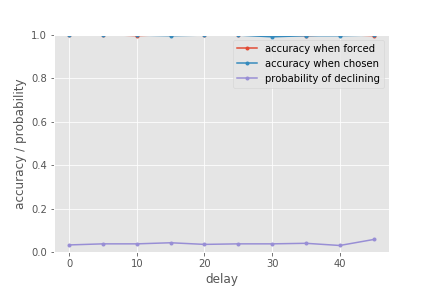 1.0
0.8
0.6
0.4
0.2
0.0
accuracy / probability
accuracy when forced
accuracy when chosen
probability of declining
0 10 20 30 40
delay